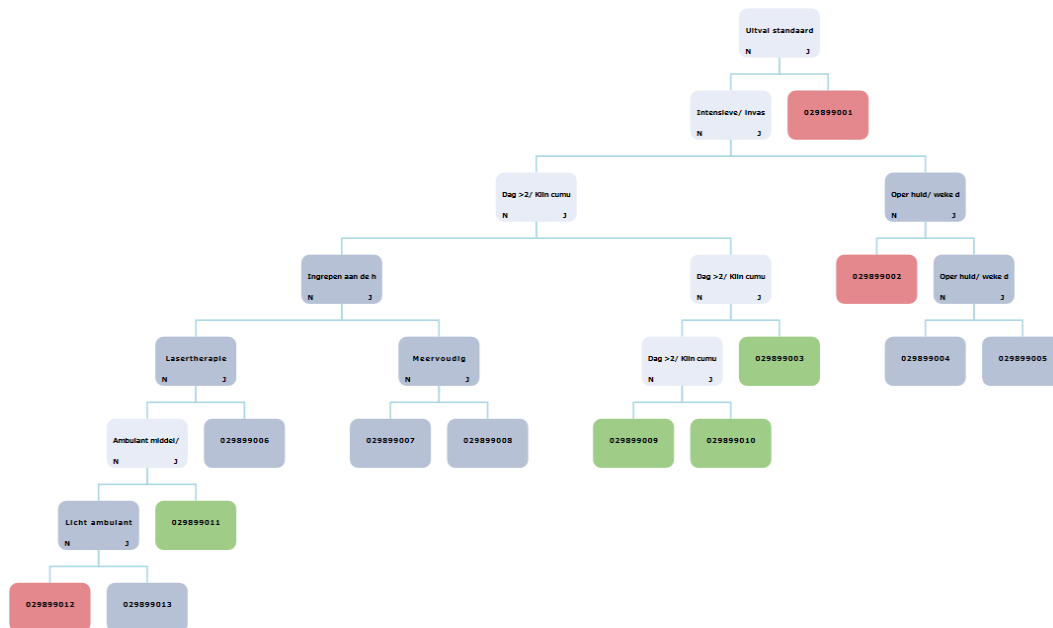 Uitval standaard
N J
Intensieve/ invas
N J
029899001
Dag >2/ Klin cumu
N J
Oper huid/ weke d
N J
Ingrepen aan de h
N J
Dag >2/ Klin cumu
N J
029899002
Oper huid/ weke d
N J
Lasertherapie
N J
Meervoudig
N J
Dag >2/ Klin cumu
N J
029899003
029899004
029899005
Ambulant middel/
N J
029899006
029899007
029899008
029899009
029899010
Licht ambulant
N J
029899011
029899012
029899013